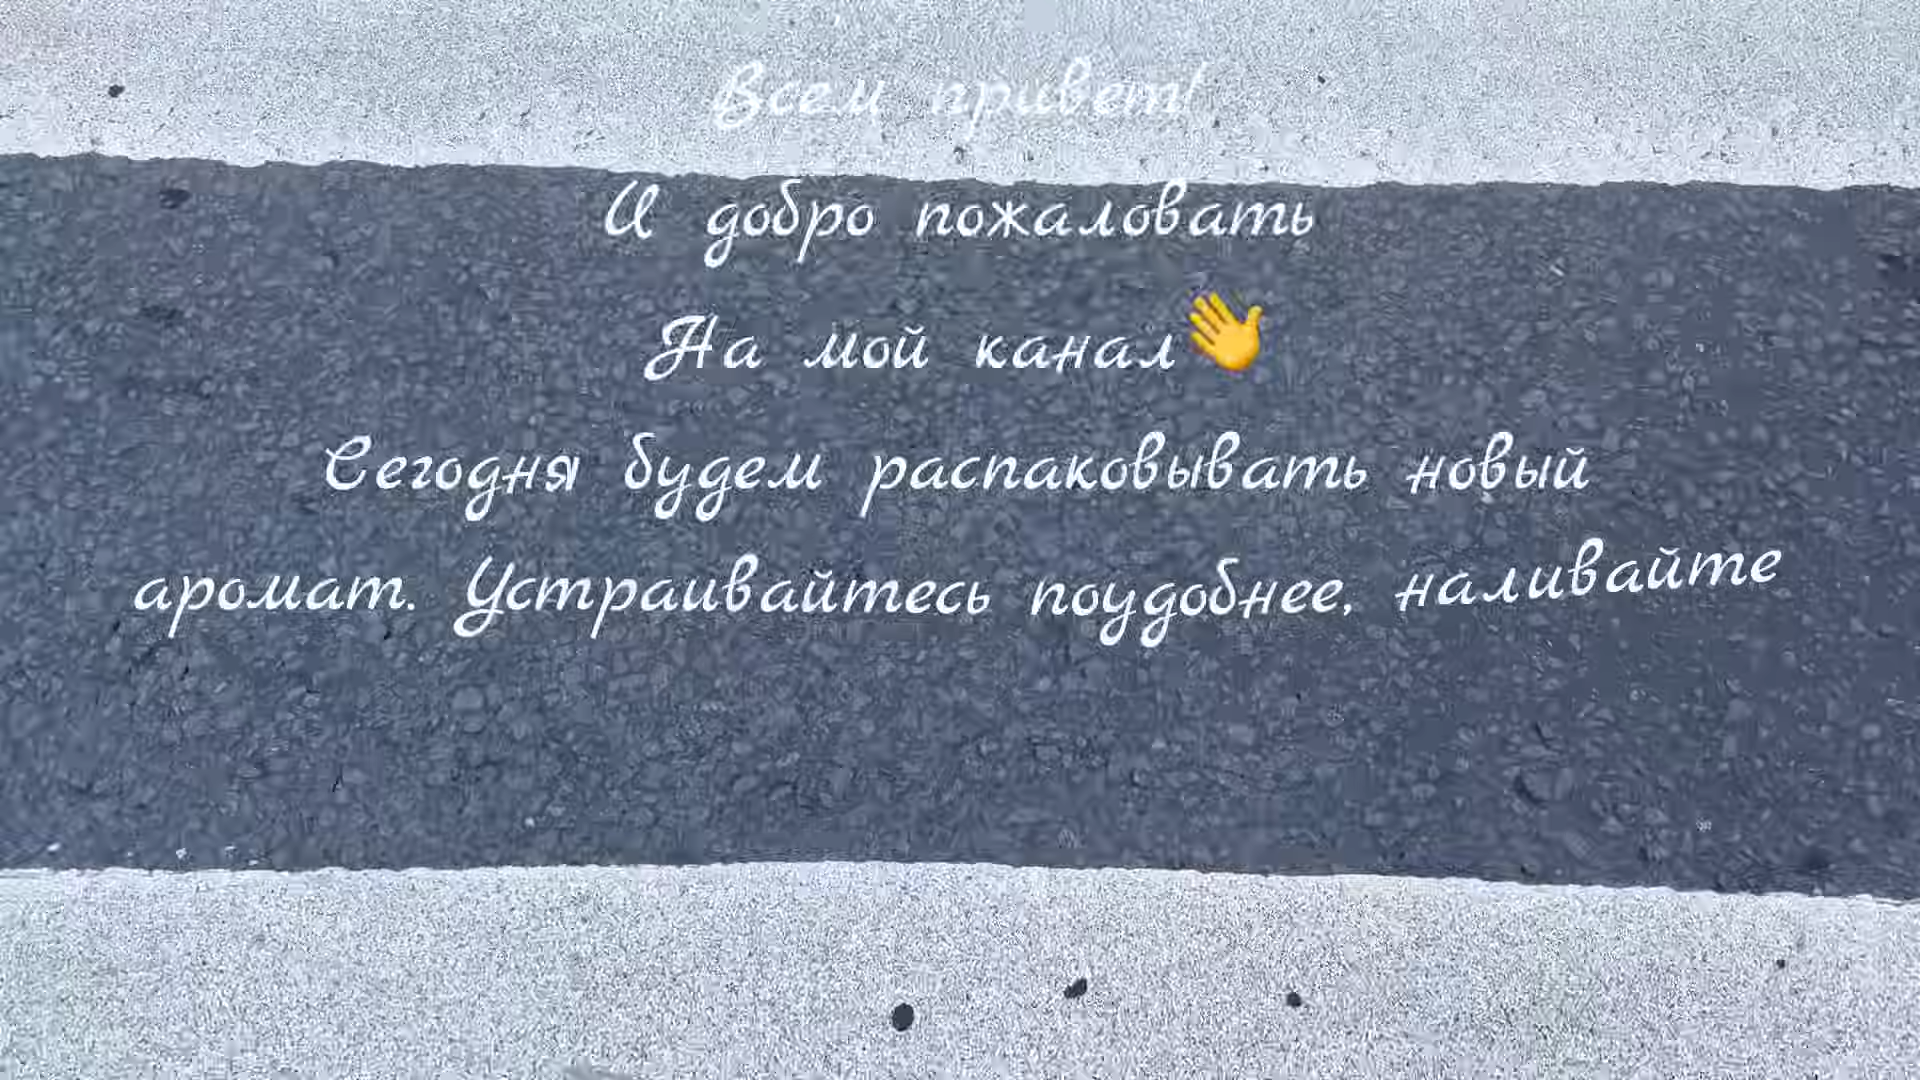 Всем привет!
И добро пожаловать
На мой канал👋
Сегодня будем распаковывать новый
аромат. Устраивайтесь поудобнее, наливайте